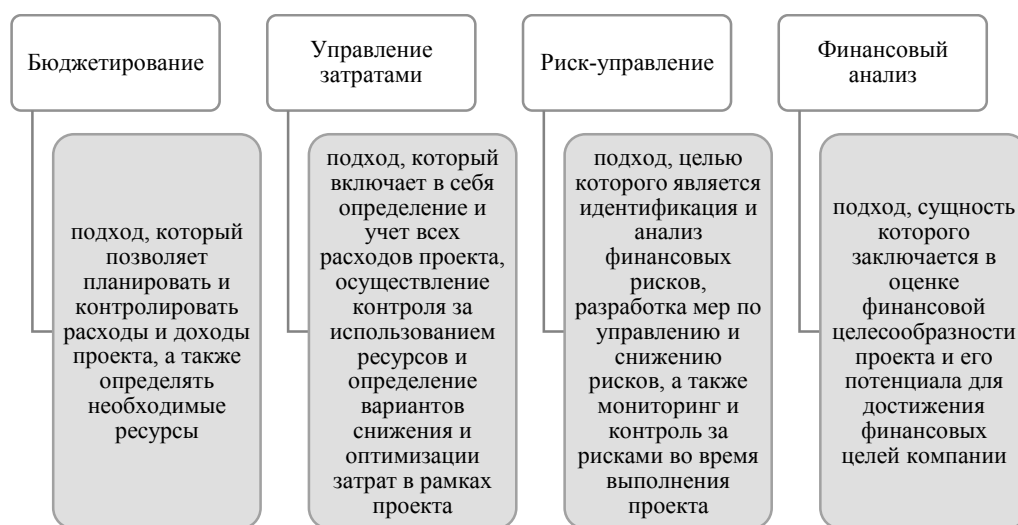 Бюджетирование
подход, который
позволяет
планировать и
контролировать
расходы и доходы
проекта, а также
определять
необходимые
ресурсы
Управление
затратами
подход, который
включает в себя
определение и
учет всех
расходов проекта,
осуществление
контроля за
использованием
ресурсов и
определение
вариантов
снижения и
оптимизации
затрат в рамках
проекта
Риск-управление
подход, целью
которого является
идентификация и
анализ
финансовых
рисков,
разработка мер по
управлению и
снижению
рисков, а также
мониторинг и
контроль за
рисками во время
выполнения
проекта
Финансовый
анализ
подход, сущность
которого
заключается в
оценке
финансовой
целесообразности
проекта и его
потенциала для
достижения
финансовых
целей компании